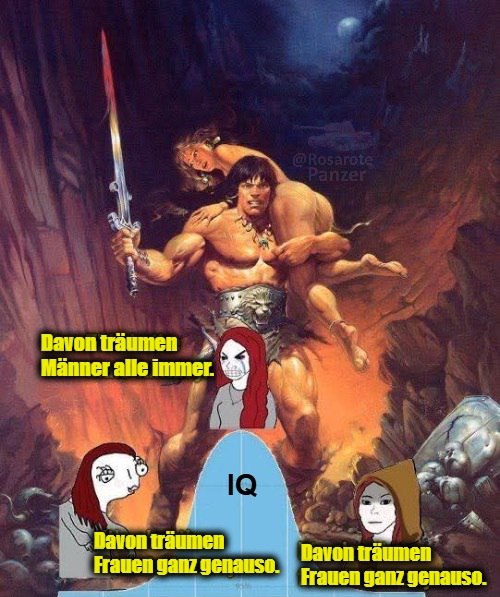 @Rosarote
Panzer
Davon träumen
Männer alle immer.
IQ
Davon träumen
Frauen ganz genauso.
Davon träumen
Frauen ganz genauso.